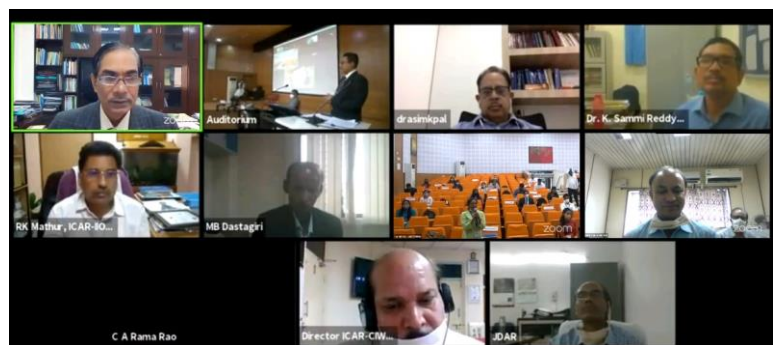 zoom
Auditorium
drasimkpal
Dr. K. Sammi Reddy...
RK Mathur, ICAR-IIO...
MB Dastagiri
zoom
zoom
C A Rama Rao
Director ICAR-CIW...
JDAR